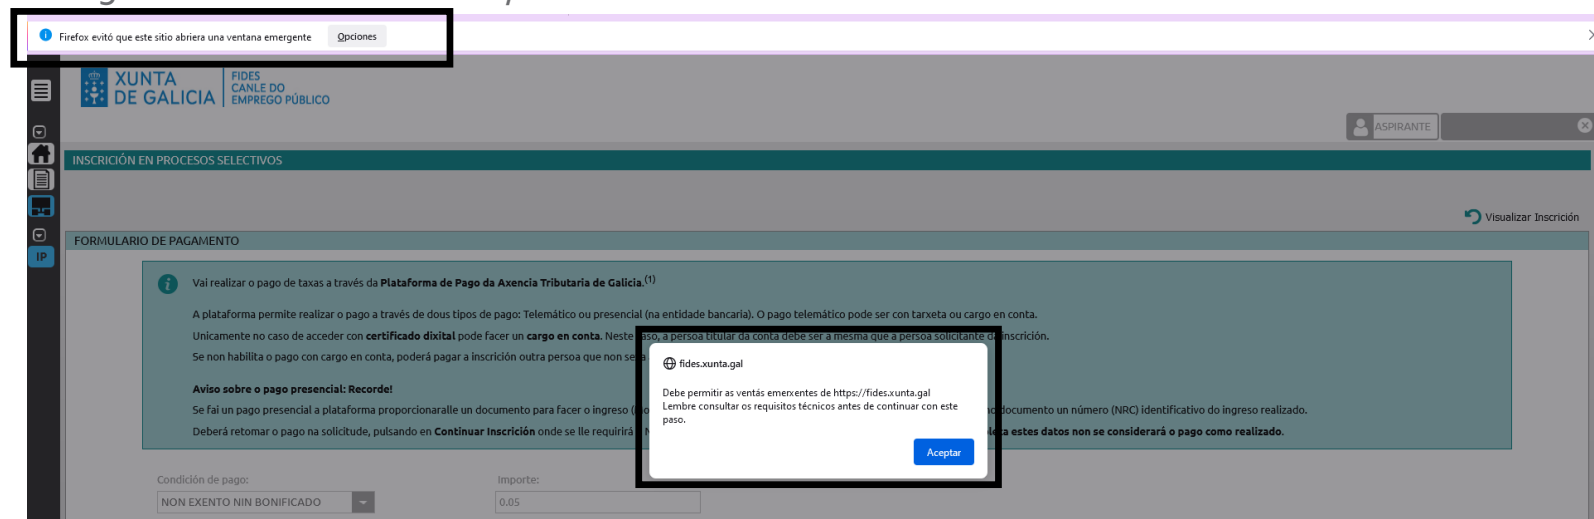 Firefox evitó que este sitio abriera una ventana emergente Opciones
XUNTA DE GALICIA
FIDES
CANLE DO
EMPREGO PÚBLICO
ASPIRANTE
INSCRICIÓN EN PROCESOS SELECTIVOS
Visualizar Inscrición
IP
FORMULARIO DE PAGAMENTO
Vai realizar o pago de taxas a través da Plataforma de Pago da Axencia Tributaria de Galicia.(1)
A plataforma permite realizar o pago a través de dous tipos de pago: Telemático ou presencial (na entidade bancaria). O pago telemático pode ser con tarxeta ou cargo en conta.
Unicamente no caso de acceder con certificado dixital pode facer un cargo en conta. Neste caso, a persoa titular da conta debe ser a mesma que a persoa solicitante da inscrición.
Se non habilita o pago con cargo en conta, poderá pagar a inscrición outra persoa que non se
Aviso sobre o pago presencial: Recorde!
Se fai un pago presencial a plataforma proporcionaralle un documento para facer o ingreso documento un número (NRC) identificativo do ingreso realizado.
Deberá retomar o pago na solicitude, pulsando en Continuar Inscrición onde se lle requirirá estes datos non se considerará o pago como realizado.
fides.xunta.gal
Debe permitir as ventás emerxentes de https://fides.xunta.gal
Lembre consultar os requisitos técnicos antes de continuar con este
paso.
Aceptar
Condición de pago:
Importe:
NON EXENTO NIN BONIFICADO
0.05